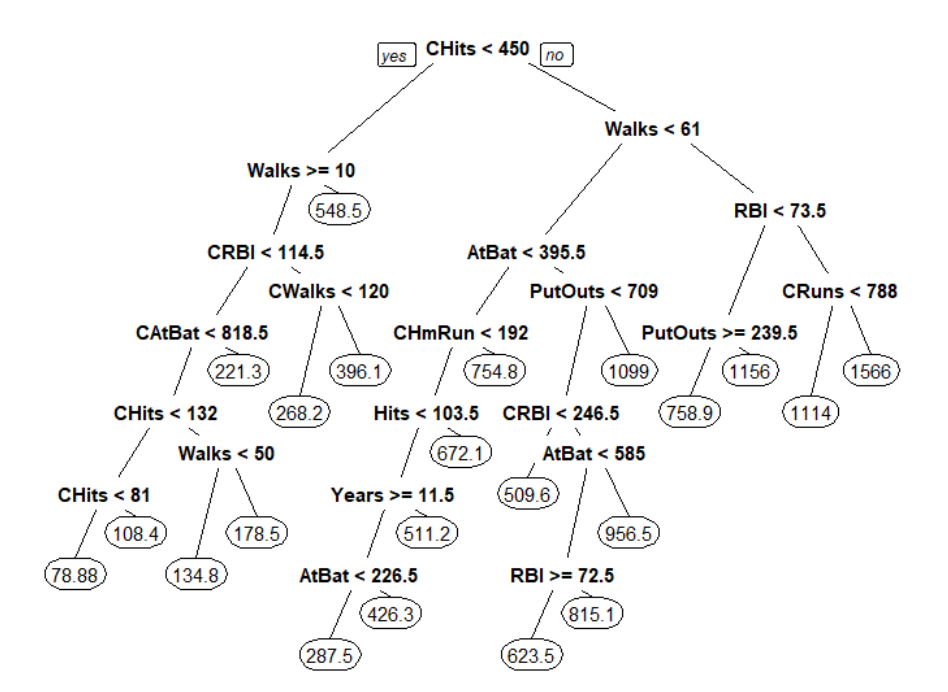 yes CHits < 450 no
Walks < 61
Walks >= 10
548.5
RBI < 73.5
CRBI < 114.5
AtBat < 395.5
CWalks < 120
PutOuts < 709
CRuns < 788
CAtBat < 818.5
CHmRun < 192
PutOuts >= 239.5
221.3
396.1
754.8
1099
1156
1566
CHits < 132
268.2
Hits < 103.5
CRBI < 246.5
758.9
1114
Walks < 50
672.1
AtBat < 585
CHits < 81
Years >= 11.5
509.6
108.4
178.5
511.2
956.5
78.88
134.8
AtBat < 226.5
RBI >= 72.5
426.3
815.1
287.5
623.5